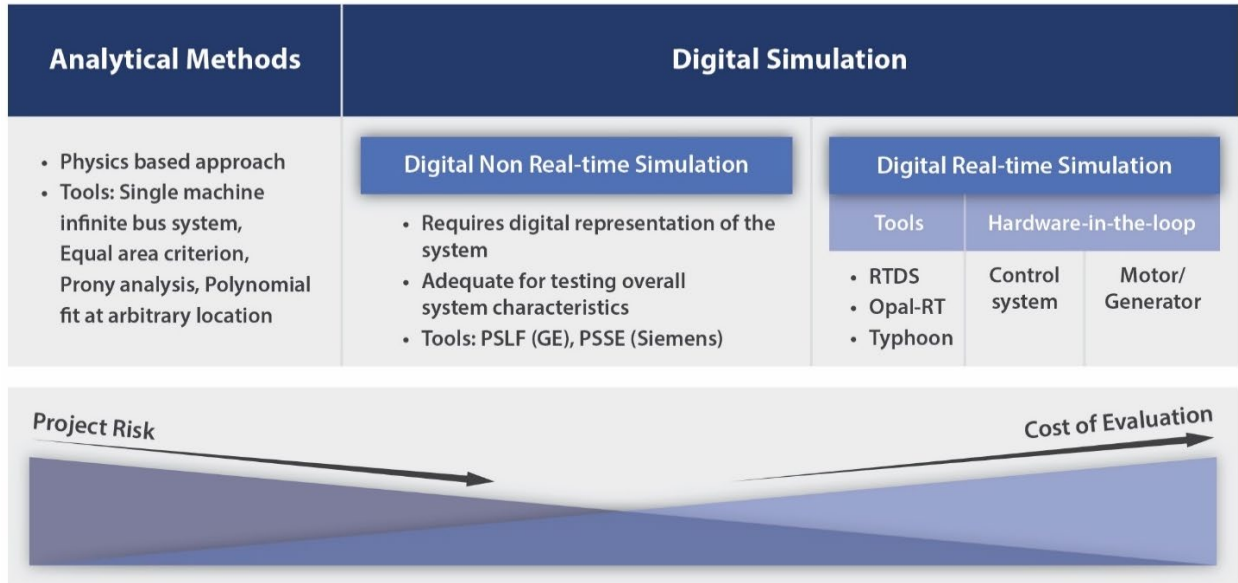 Analytical Methods
Digital Simulation
• Physics based approach
• Tools: Single machine
infinite bus system,
Equal area criterion,
Prony analysis, Polynomial
fit at arbitrary location
Digital Non Real-time Simulation
• Requires digital representation of the
system
• Adequate for testing overall
system characteristics
• Tools: PSLF (GE), PSSE (Siemens)
Digital Real-time Simulation
Tools
Hardware-in-the-loop
• RTDS
• Opal-RT
• Typhoon
Control
system
Motor/
Generator
Project Risk
Cost of Evaluation